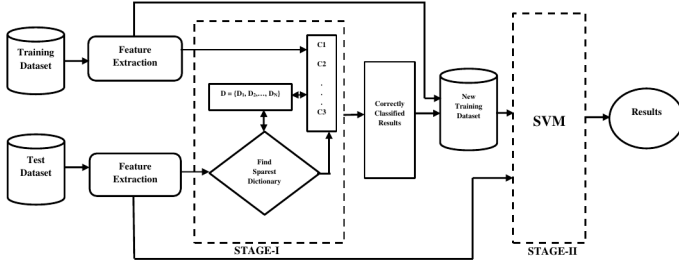 Training
Dataset
Feature
Extraction
C1
C2
.
.
.
C3
D = {D₁, D₂,..., D_N}
Correctly
Classified
Results
New
Training
Dataset
SVM
Results
Test
Dataset
Feature
Extraction
Find
Sparest
Dictionary
STAGE-I
STAGE-II